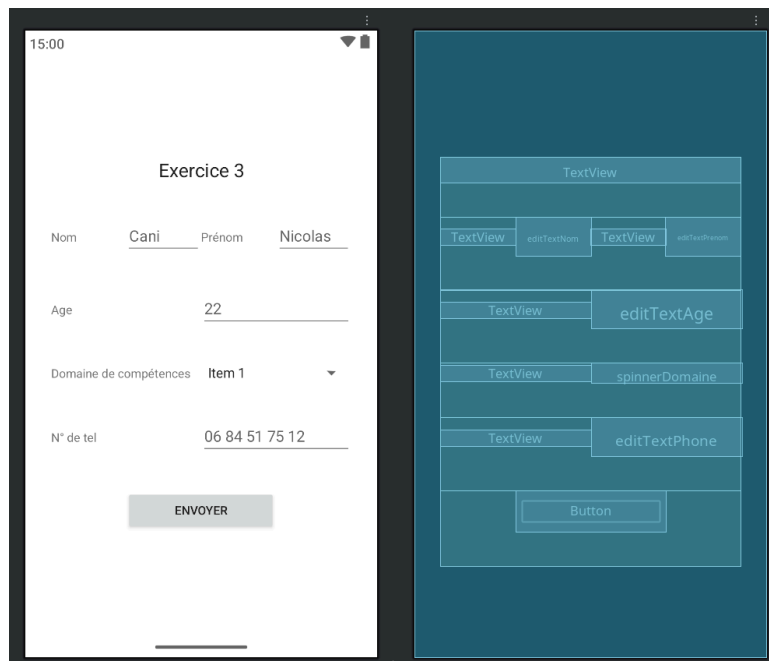 15:00
Exercice 3
Nom Cani Prénom Nicolas
Age 22
Domaine de compétences Item 1
N° de tel 06 84 51 75 12
ENVOYER
TextView
TextView editTextNom TextView editTextPrenom
TextView editTextAge
TextView spinnerDomaine
TextView editTextPhone
Button